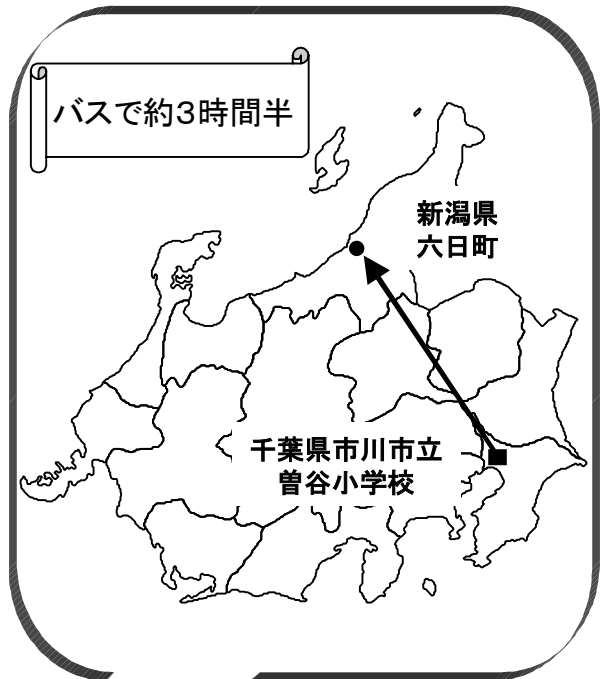 バスで約3時間半
新潟県
六日町
千葉県市川市立
曽谷小学校